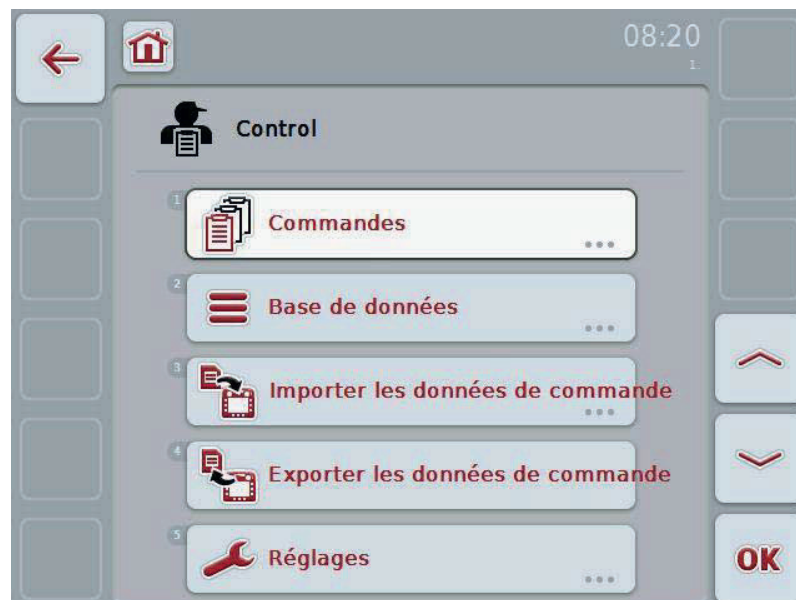 08:20
1.
Control
1
Commandes
2
Base de données
3
Importer les données de commande
4
Exporter les données de commande
5
Réglages
OK